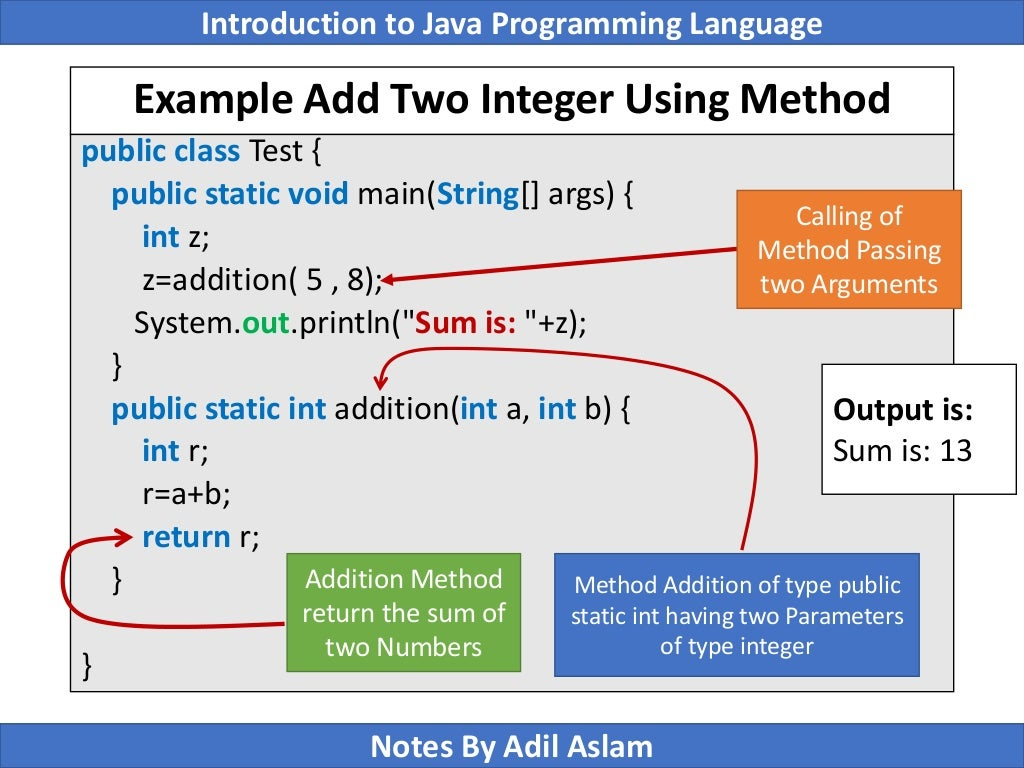 Introduction to Java Programming Language
Example Add Two Integer Using Method
public class Test {
public static void main(String[] args) {
int z;
z=addition( 5 , 8);
System.out.println("Sum is: "+z);
}
public static int addition(int a, int b) {
int r;
r=a+b;
return r;
}
}
Calling of
Method Passing
two Arguments
Output is:
Sum is: 13
Addition Method
return the sum of
two Numbers
Method Addition of type public
static int having two Parameters
of type integer
Notes By Adil Aslam